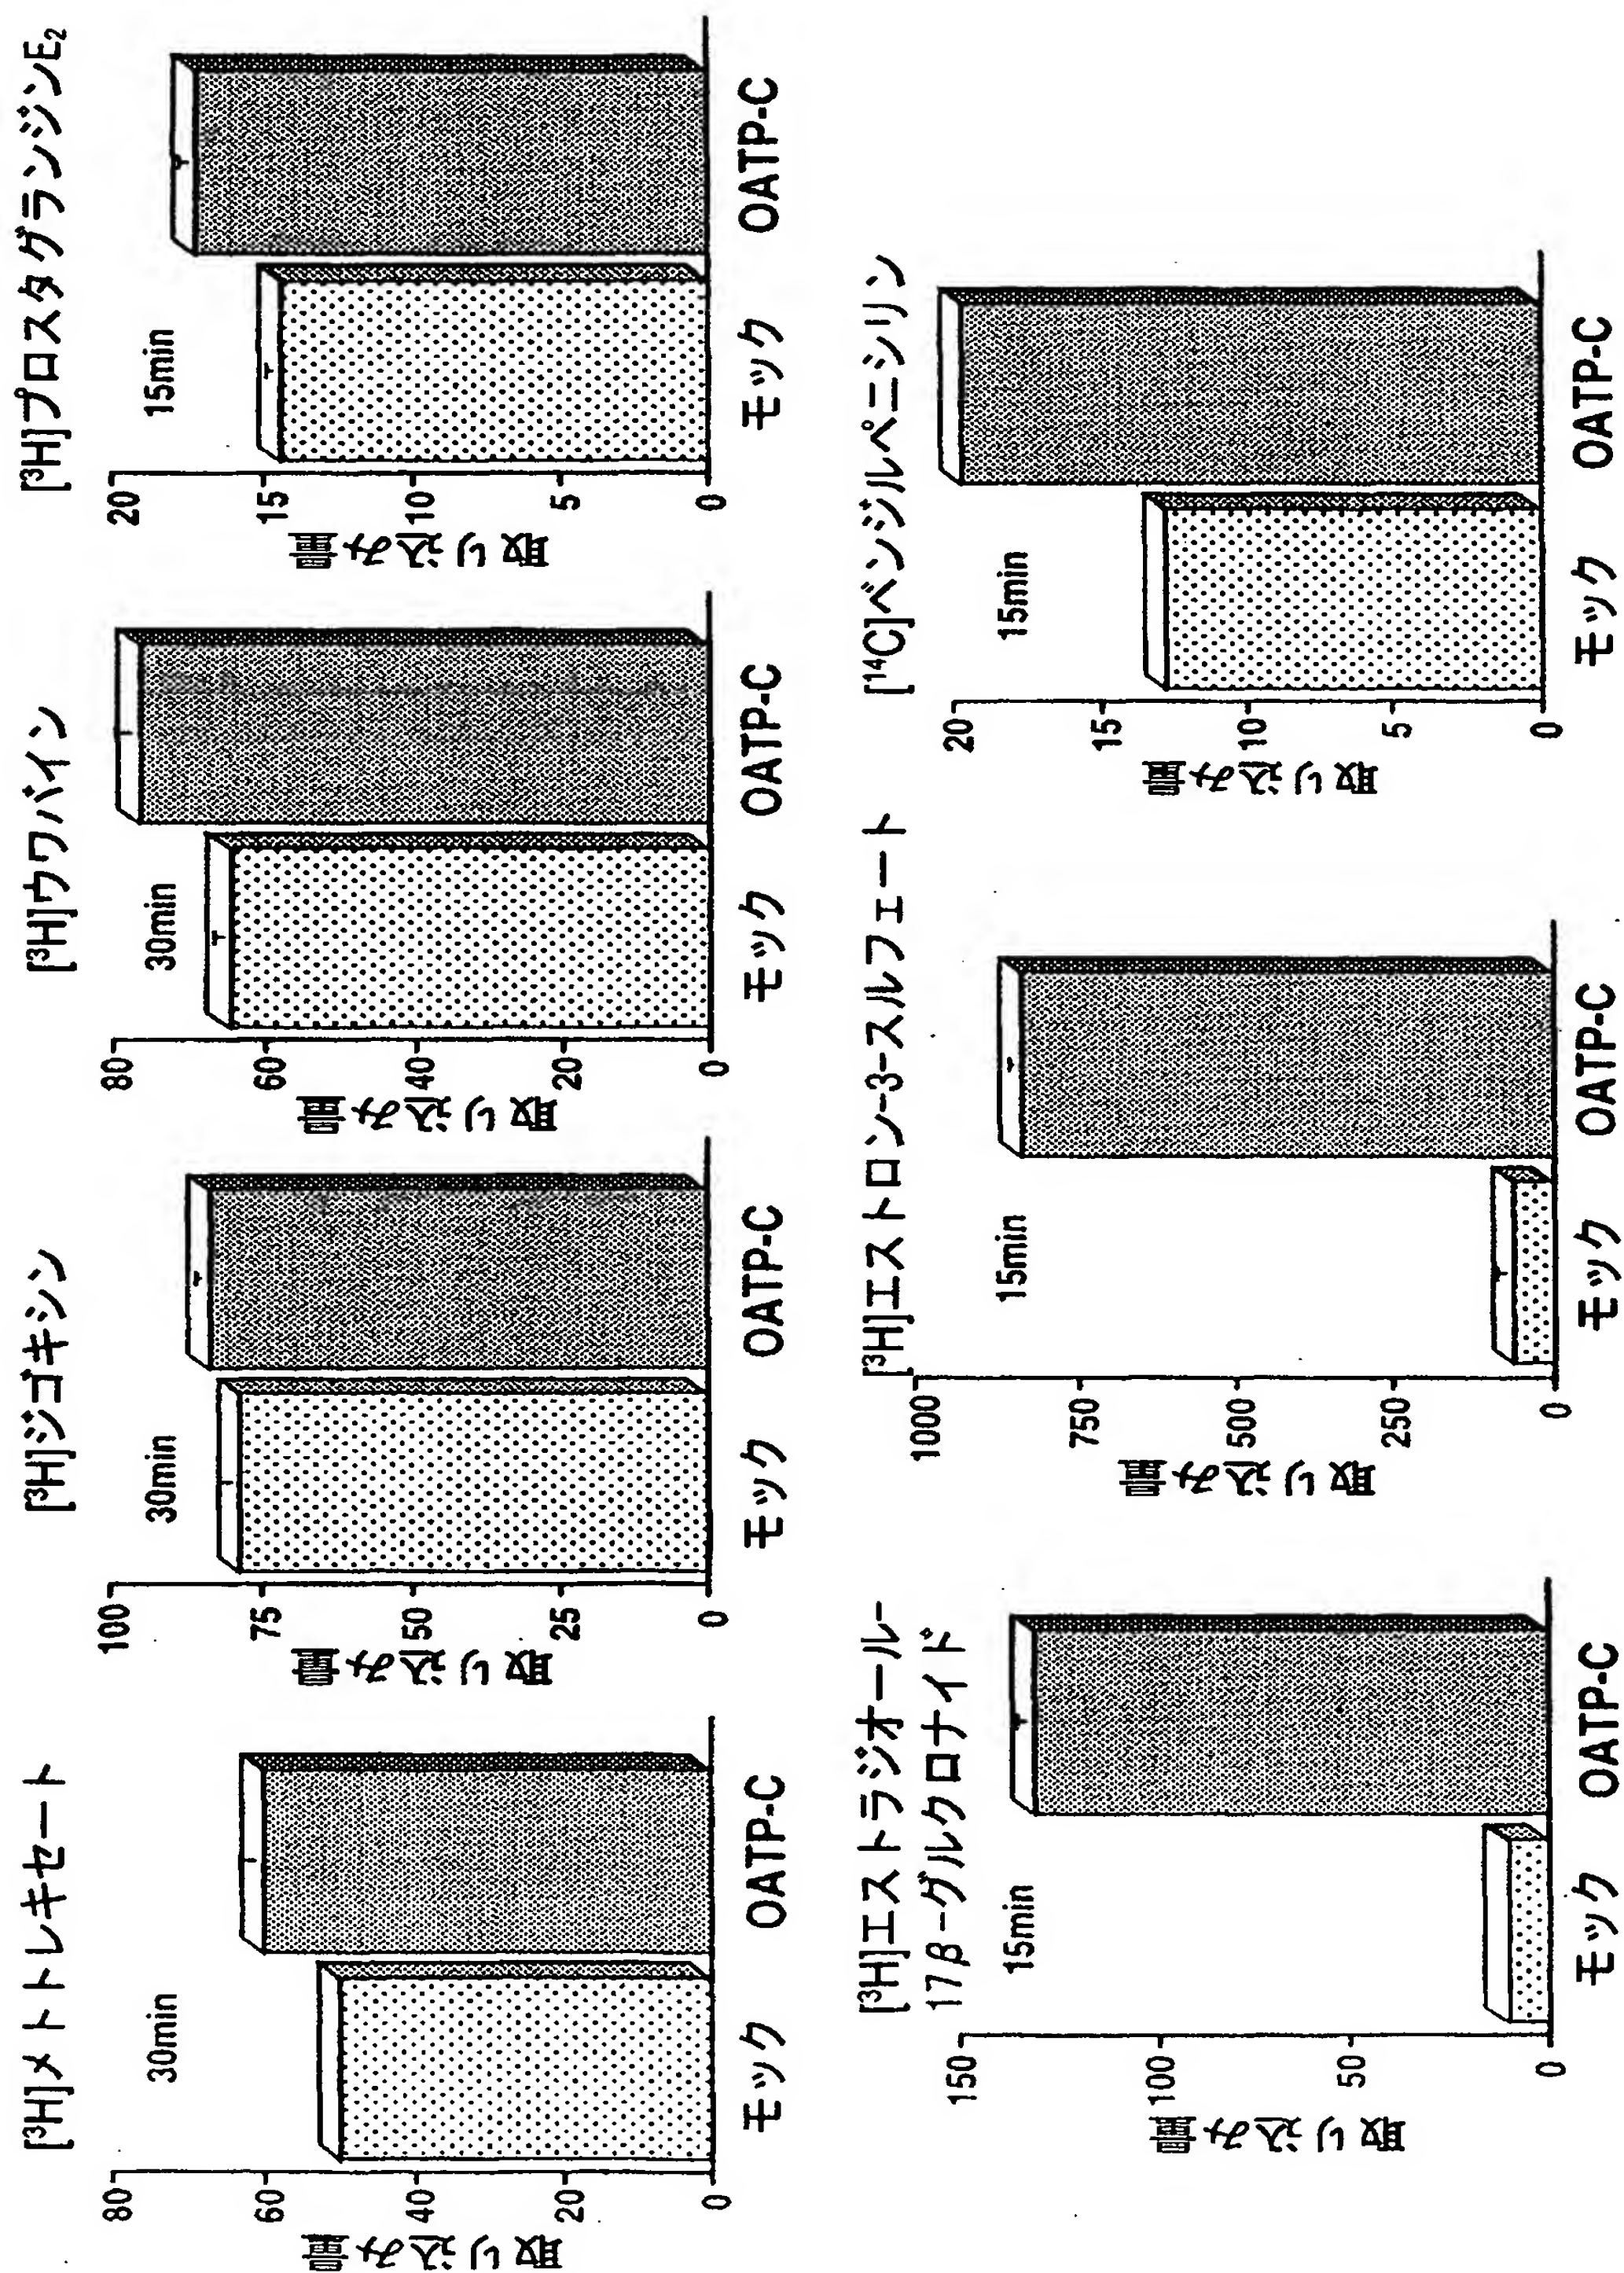 [³H]メトトレキセート
30min
取り込み量
80
60
40
20
0
モック OATP-C
[³H]ジゴキシン
30min
取り込み量
100
75
50
25
0
モック OATP-C
[³H]ウワバイン
30min
取り込み量
80
60
40
20
0
モック OATP-C
[³H]プロスタグランジンE₂
15min
取り込み量
20
15
10
5
0
モック OATP-C
[³H]エストラジオール-
17β-グルクロナイド
15min
取り込み量
150
100
50
0
モック OATP-C
[³H]エストロン-3-スルフェート
15min
取り込み量
1000
750
500
250
0
モック OATP-C
[¹⁴C]ベンジルペニシリン
15min
取り込み量
20
15
10
5
0
モック OATP-C